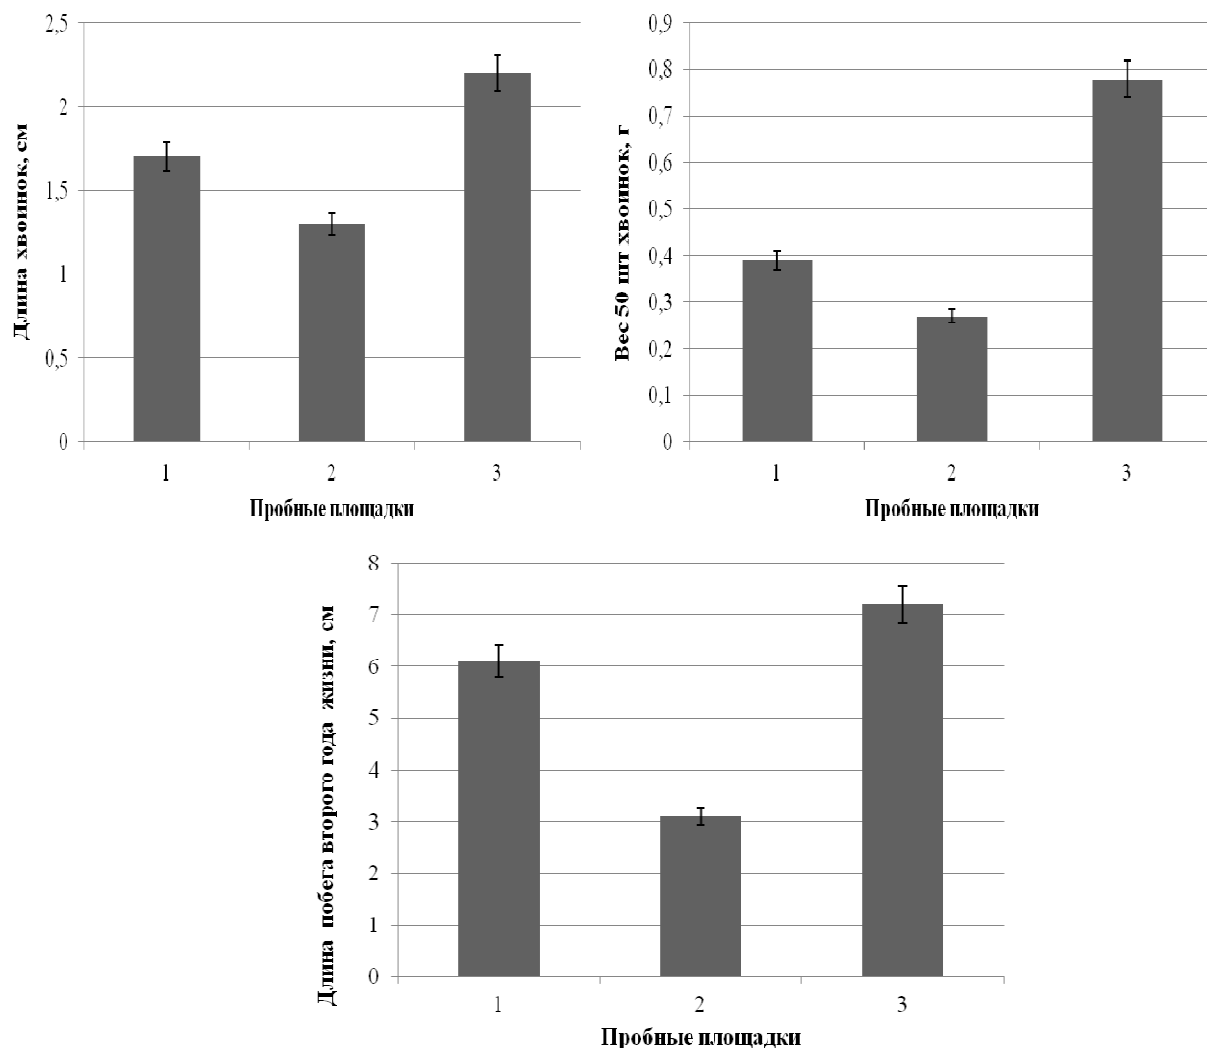 Длина хвоинок, см
2,5
2
1,5
1
0,5
0
1 2 3
Пробные площадки
Вес 50 шт хвоинок, г
0,9
0,8
0,7
0,6
0,5
0,4
0,3
0,2
0,1
0
1 2 3
Пробные площадки
Длина побега второго года жизни, см
8
7
6
5
4
3
2
1
0
1 2 3
Пробные площадки